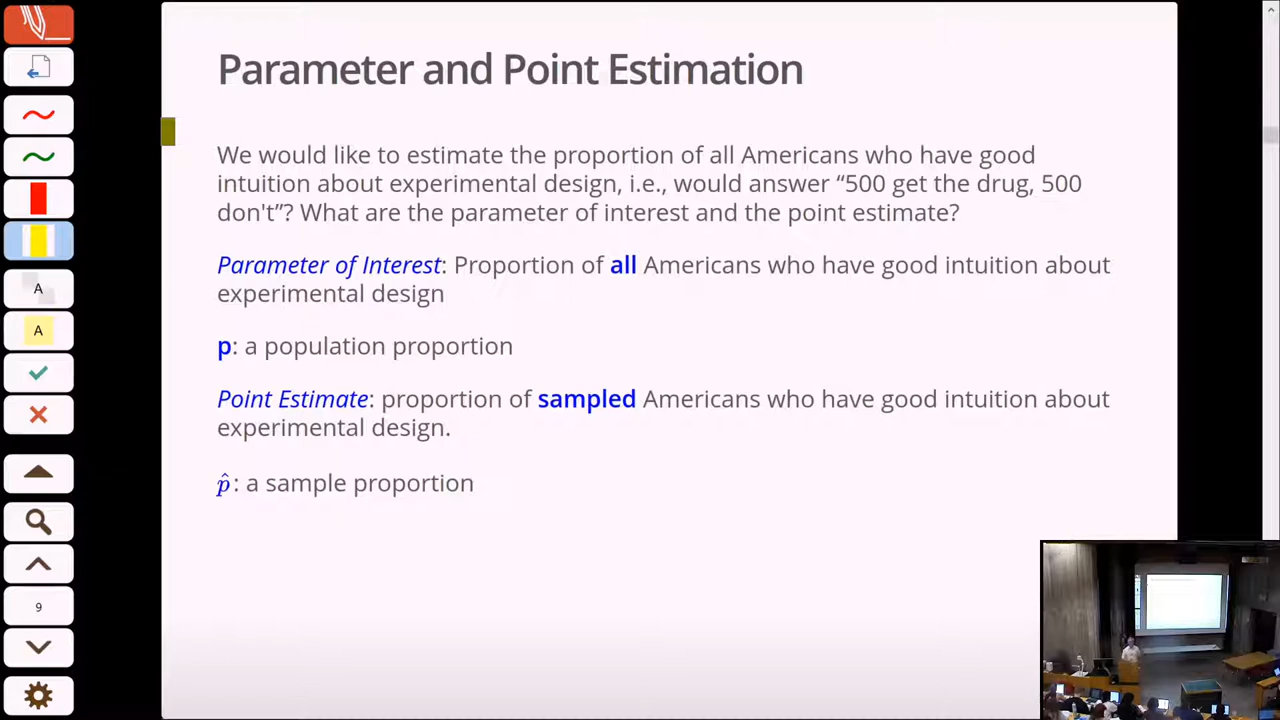 Parameter and Point Estimation
We would like to estimate the proportion of all Americans who have good
intuition about experimental design, i.e., would answer “500 get the drug, 500
don't”? What are the parameter of interest and the point estimate?
Parameter of Interest: Proportion of all Americans who have good intuition about
experimental design
p: a population proportion
Point Estimate: proportion of sampled Americans who have good intuition about
experimental design.
p̂: a sample proportion
A
A
9